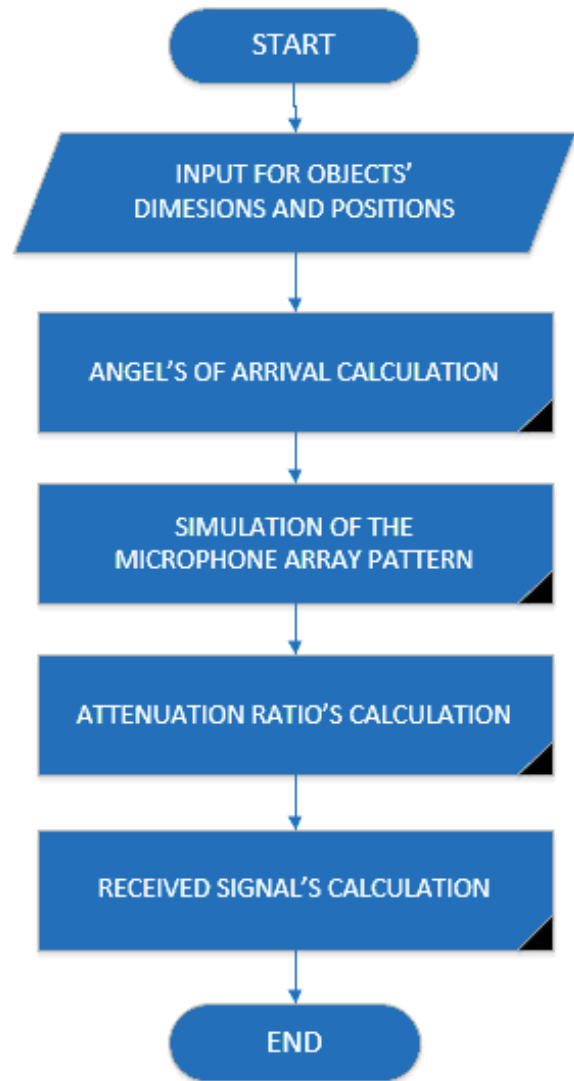 START
INPUT FOR OBJECTS'
DIMESIONS AND POSITIONS
ANGEL'S OF ARRIVAL CALCULATION
SIMULATION OF THE
MICROPHONE ARRAY PATTERN
ATTENUATION RATIO'S CALCULATION
RECEIVED SIGNAL'S CALCULATION
END